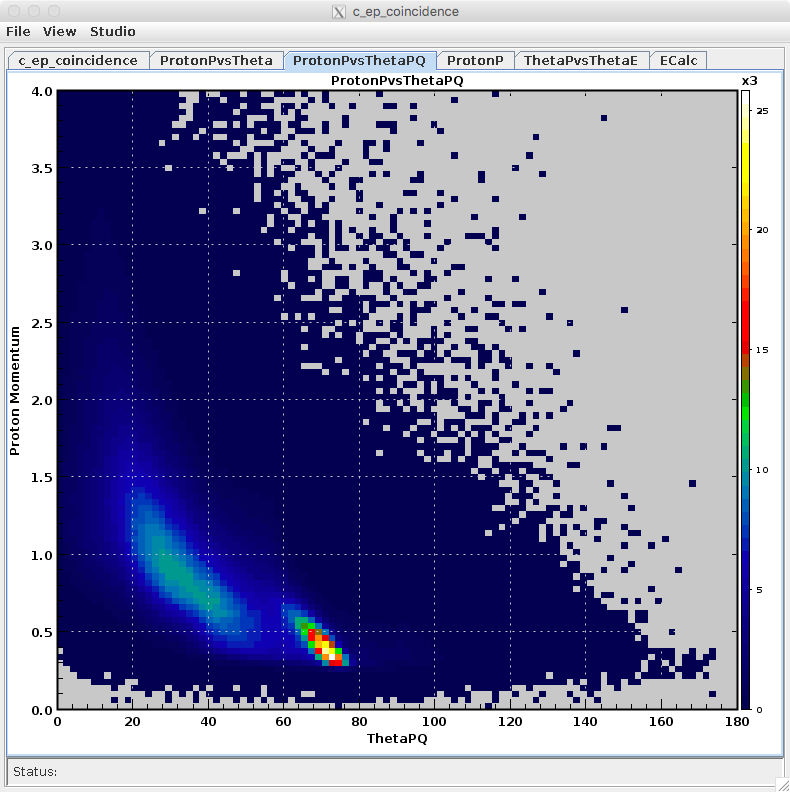 c_ep_coincidence
File View Studio
c_ep_coincidence ProtonPvsTheta ProtonPvsThetaPQ ProtonP ThetaPvsThetaE ECalc
ProtonPvsThetaPQ
x3
4.0
3.5
3.0
2.5
2.0
1.5
1.0
0.5
0.0
Proton Momentum
25
20
15
10
5
0
0 20 40 60 80 100 120 140 160 180
ThetaPQ
Status: